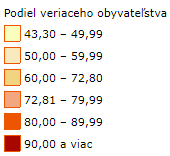 Podiel veriaceho obyvateľstva
43,30 – 49,99
50,00 – 59,99
60,00 – 72,80
72,81 – 79,99
80,00 – 89,99
90,00 a viac